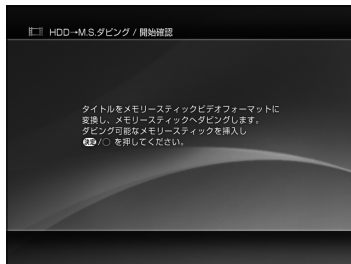 HDD→M.S.ダビング / 開始確認
タイトルをメモリースティックビデオフォーマットに
変換し、メモリースティックへダビングします。
ダビング可能なメモリースティックを挿入し
決定/○ を押してください。